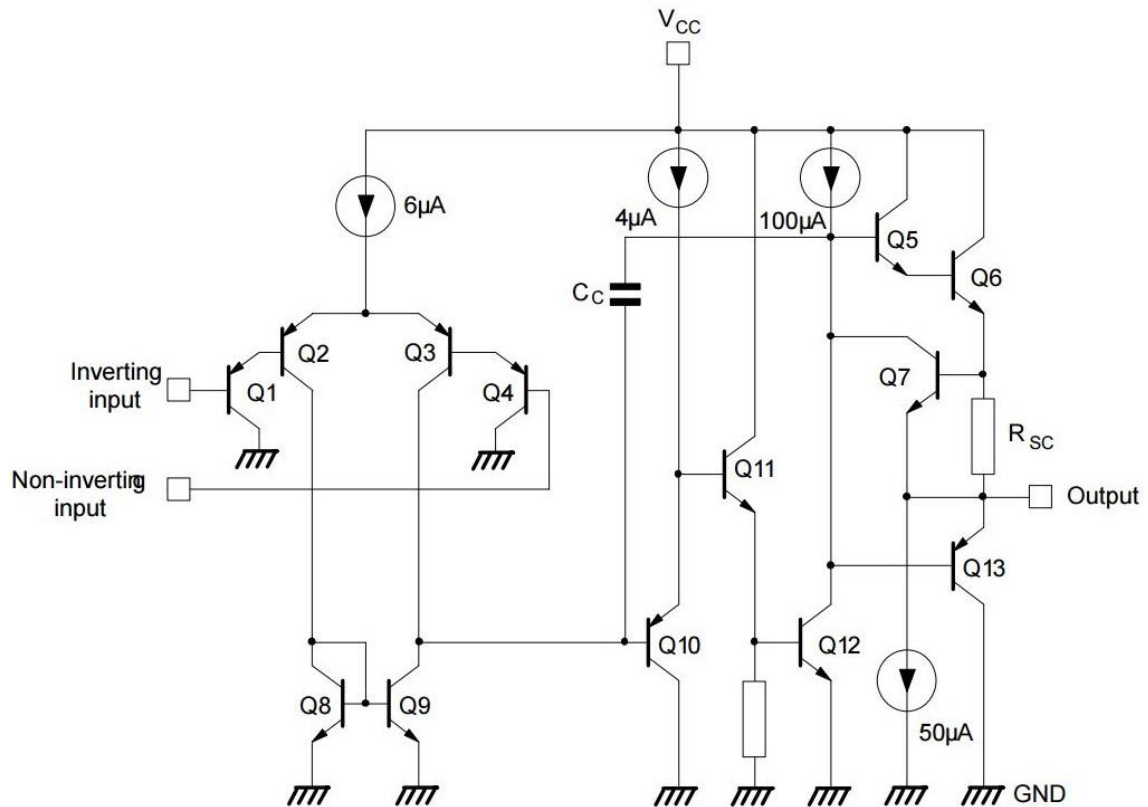 VCC
6µA
4µA
100µA
Q5
Q6
CC
Q2
Q3
Q7
Inverting
input
Q1
Q4
RSC
Non-inverting
input
Q11
Output
Q13
Q10
Q12
Q8
Q9
50µA
GND